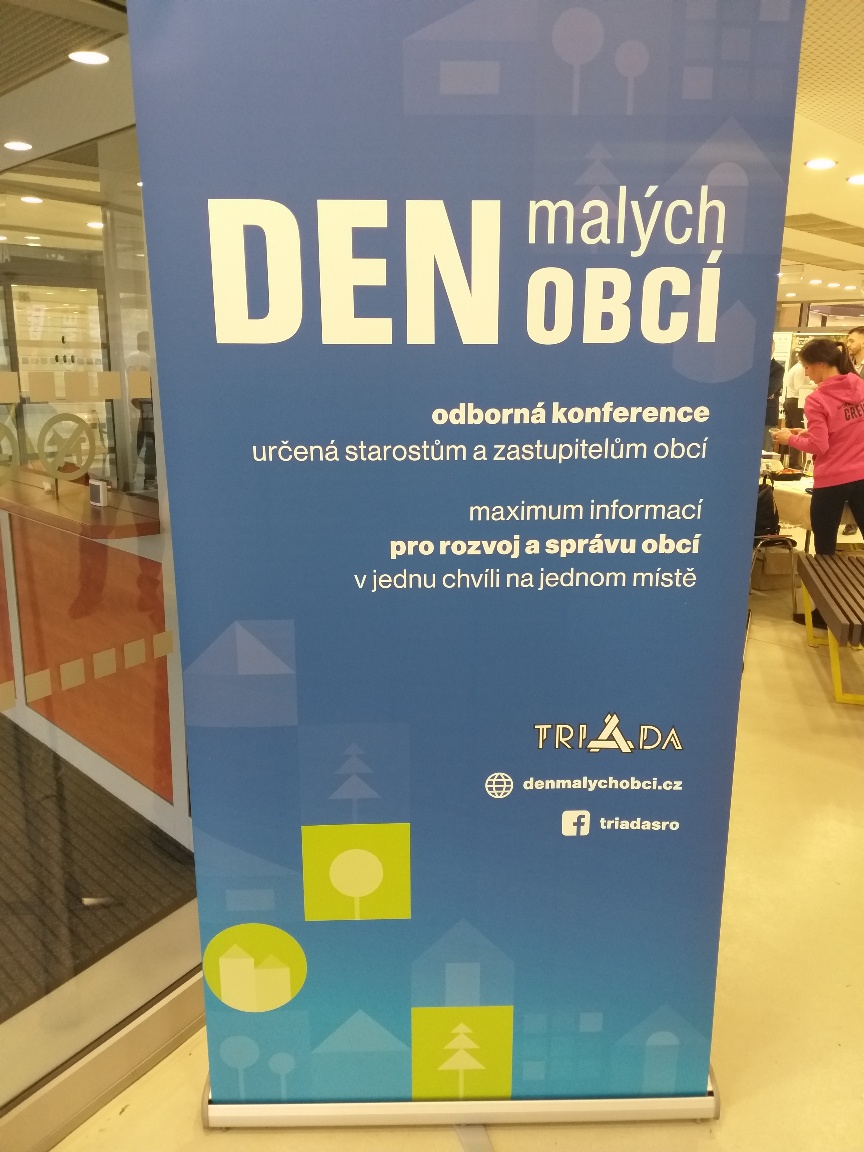 DEN malých
OBCÍ
odborná konference
určená starostům a zastupitelům obcí
maximum informací
pro rozvoj a správu obcí
v jednu chvíli na jednom místě
TRIADA
denmalychobci.cz
triadasro